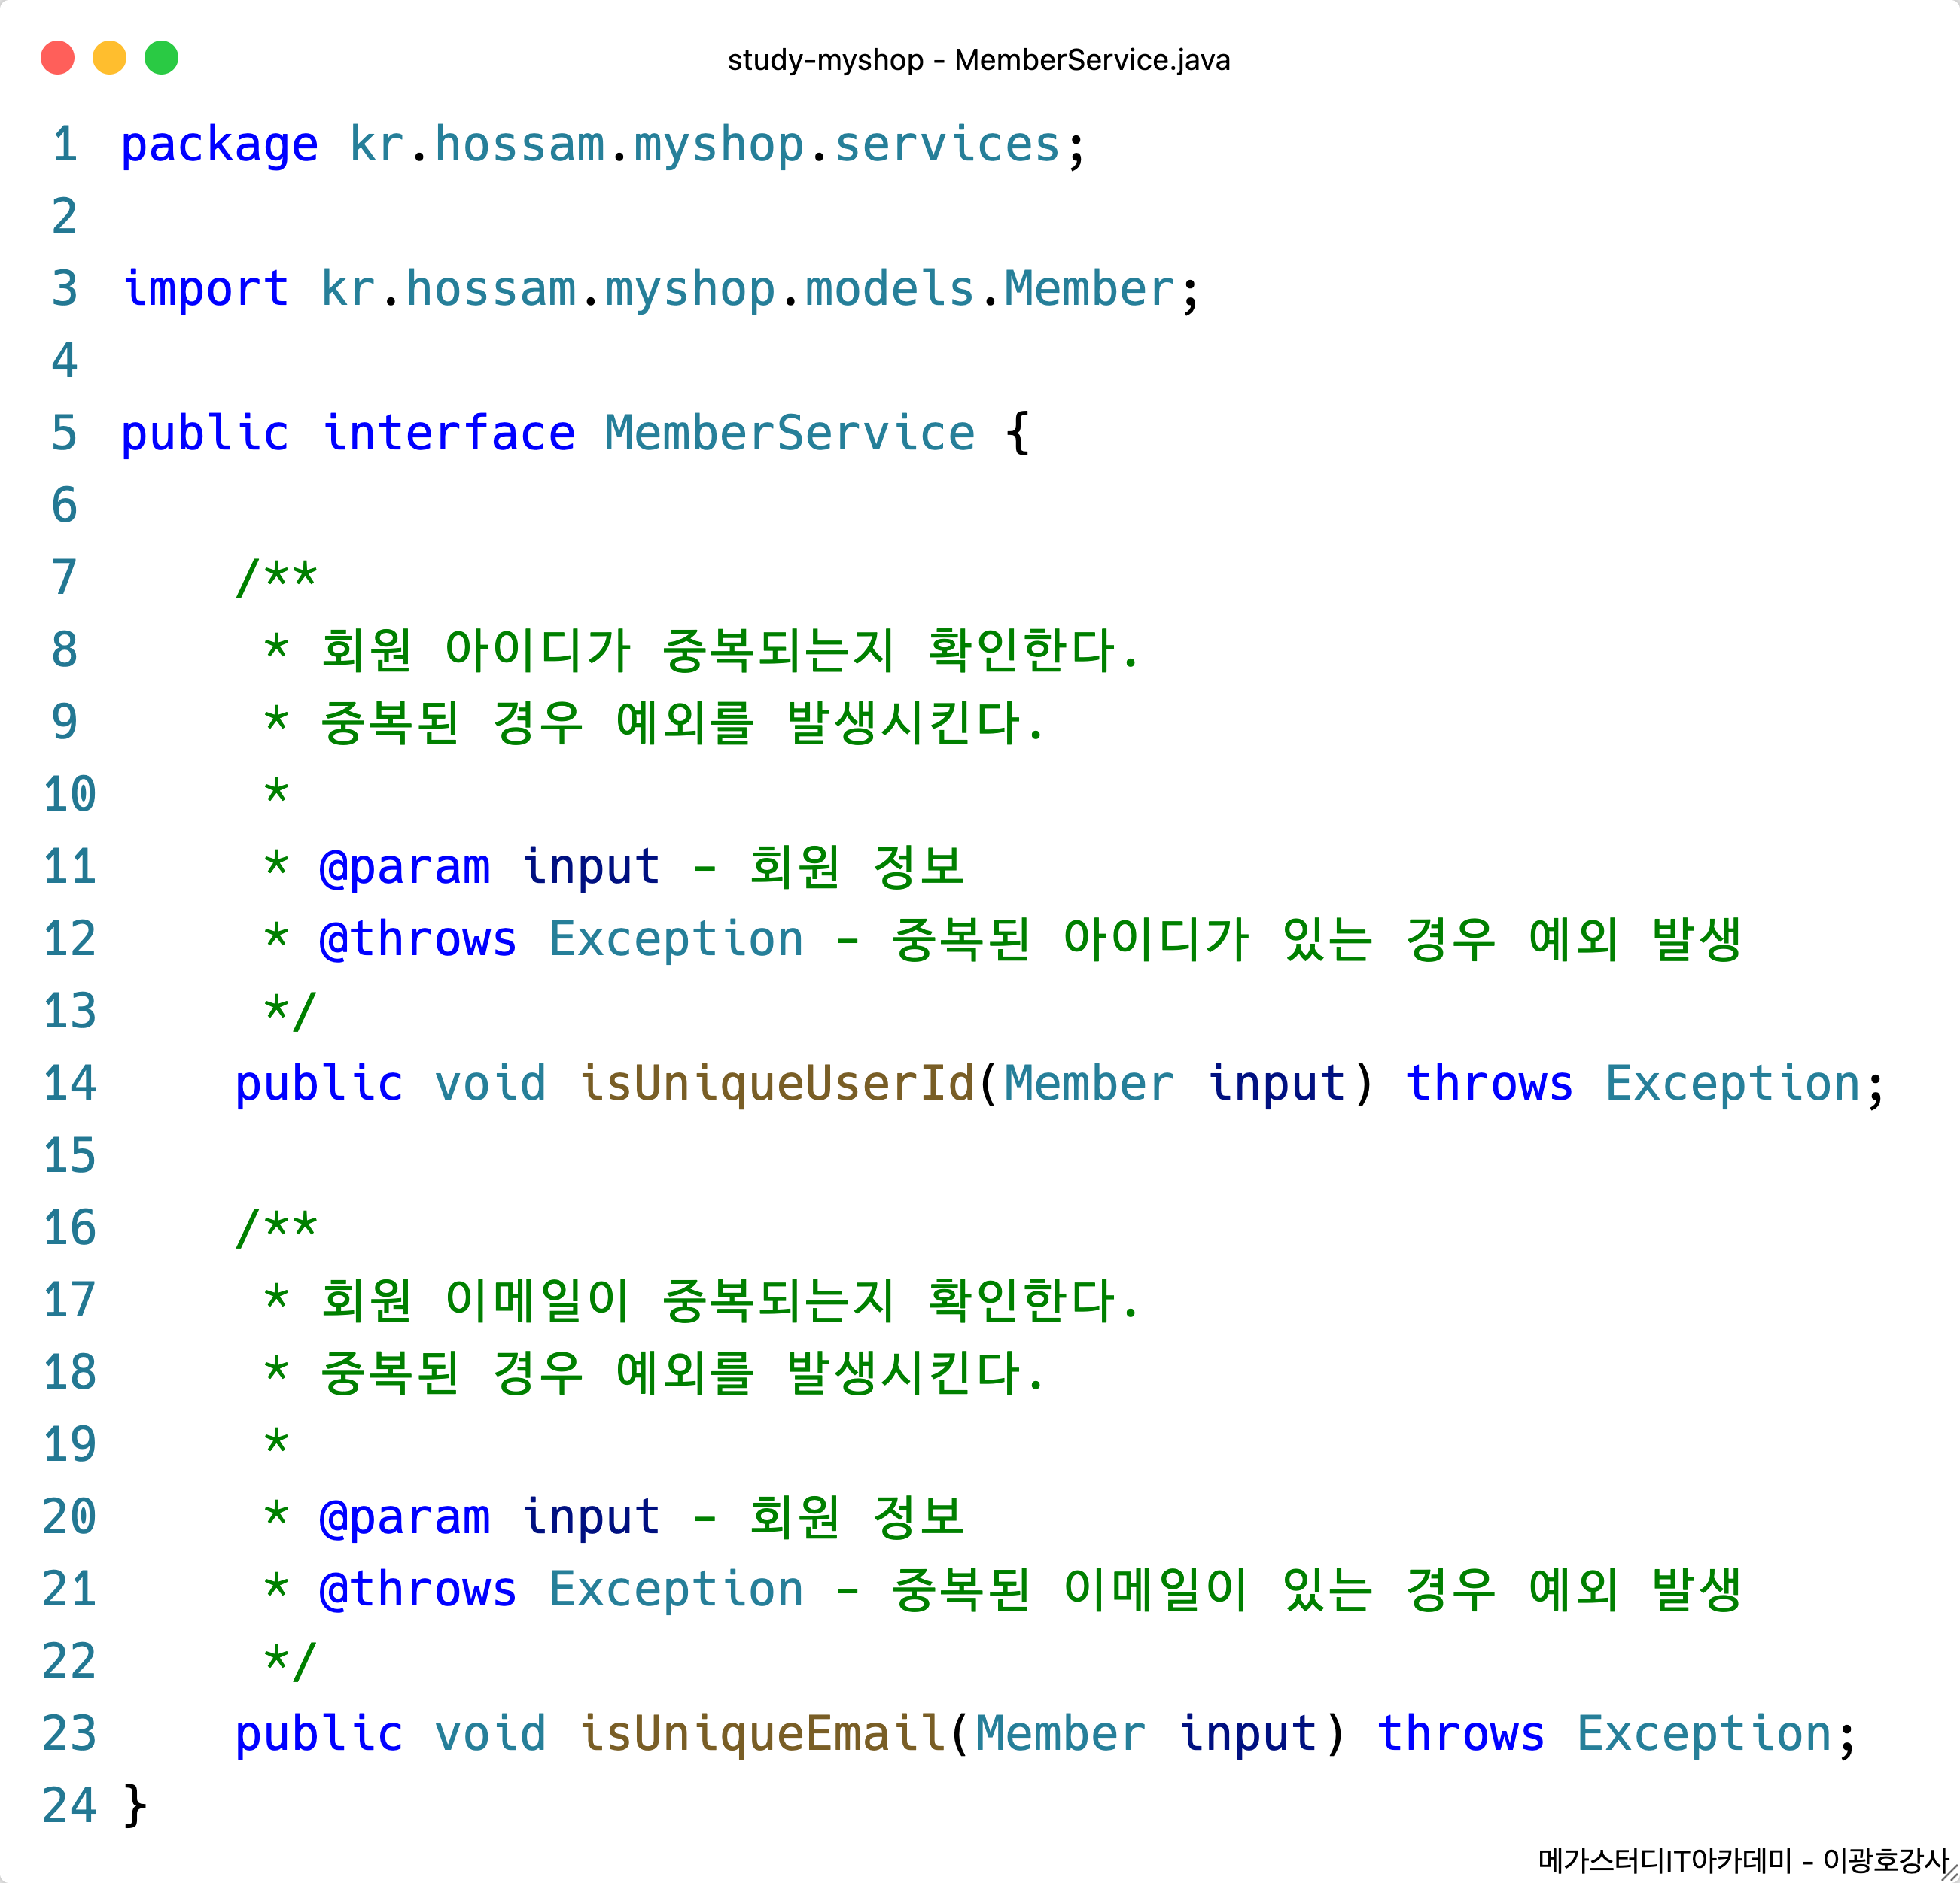 study-myshop – MemberService.java
1 package kr.hossam.myshop.services;
2
3 import kr.hossam.myshop.models.Member;
4
5 public interface MemberService {
6
7     /**
8      * 회원 아이디가 중복되는지 확인한다.
9      * 중복된 경우 예외를 발생시킨다.
10      *
11      * @param input - 회원 정보
12      * @throws Exception - 중복된 아이디가 있는 경우 예외 발생
13      */
14     public void isUniqueUserId(Member input) throws Exception;
15
16     /**
17      * 회원 이메일이 중복되는지 확인한다.
18      * 중복된 경우 예외를 발생시킨다.
19      *
20      * @param input - 회원 정보
21      * @throws Exception - 중복된 이메일이 있는 경우 예외 발생
22      */
23     public void isUniqueEmail(Member input) throws Exception;
24 }
메가스터디IT아카데미 - 이광호강사